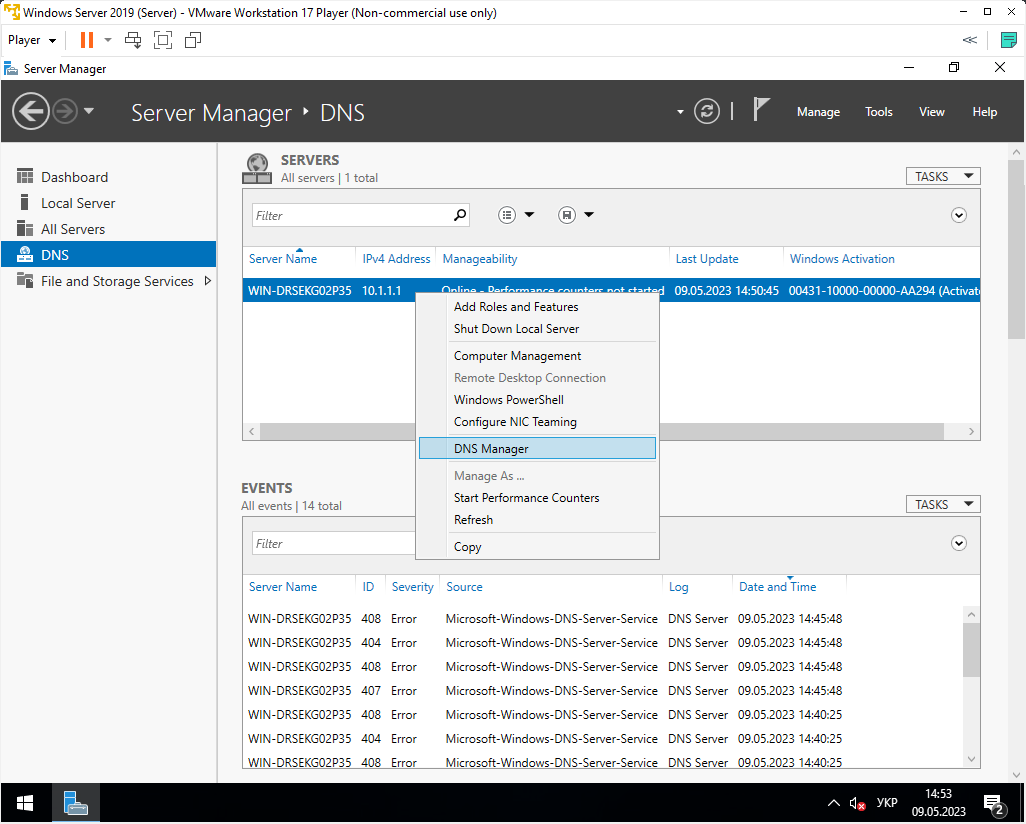 Windows Server 2019 (Server) - VMware Workstation 17 Player (Non-commercial use only)
Player
Server Manager
Server Manager DNS
Manage Tools View Help
Dashboard
Local Server
All Servers
DNS
File and Storage Services
SERVERS
All servers | 1 total
TASKS
Filter
Server Name IPv4 Address Manageability Last Update Windows Activation
WIN-DRSEKG02P35 10.1.1.1 Online - Performance counters not started 09.05.2023 14:50:45 00431-10000-00000-AA294 (Activate
Add Roles and Features
Shut Down Local Server
Computer Management
Remote Desktop Connection
Windows PowerShell
Configure NIC Teaming
DNS Manager
Manage As ...
Start Performance Counters
Refresh
Copy
EVENTS
All events | 14 total
TASKS
Filter
Server Name ID Severity Source Log Date and Time
WIN-DRSEKG02P35 408 Error Microsoft-Windows-DNS-Server-Service DNS Server 09.05.2023 14:45:48
WIN-DRSEKG02P35 404 Error Microsoft-Windows-DNS-Server-Service DNS Server 09.05.2023 14:45:48
WIN-DRSEKG02P35 408 Error Microsoft-Windows-DNS-Server-Service DNS Server 09.05.2023 14:45:48
WIN-DRSEKG02P35 407 Error Microsoft-Windows-DNS-Server-Service DNS Server 09.05.2023 14:45:48
WIN-DRSEKG02P35 408 Error Microsoft-Windows-DNS-Server-Service DNS Server 09.05.2023 14:40:25
WIN-DRSEKG02P35 404 Error Microsoft-Windows-DNS-Server-Service DNS Server 09.05.2023 14:40:25
WIN-DRSEKG02P35 408 Error Microsoft-Windows-DNS-Server-Service DNS Server 09.05.2023 14:40:25
УКР
14:53
09.05.2023
2